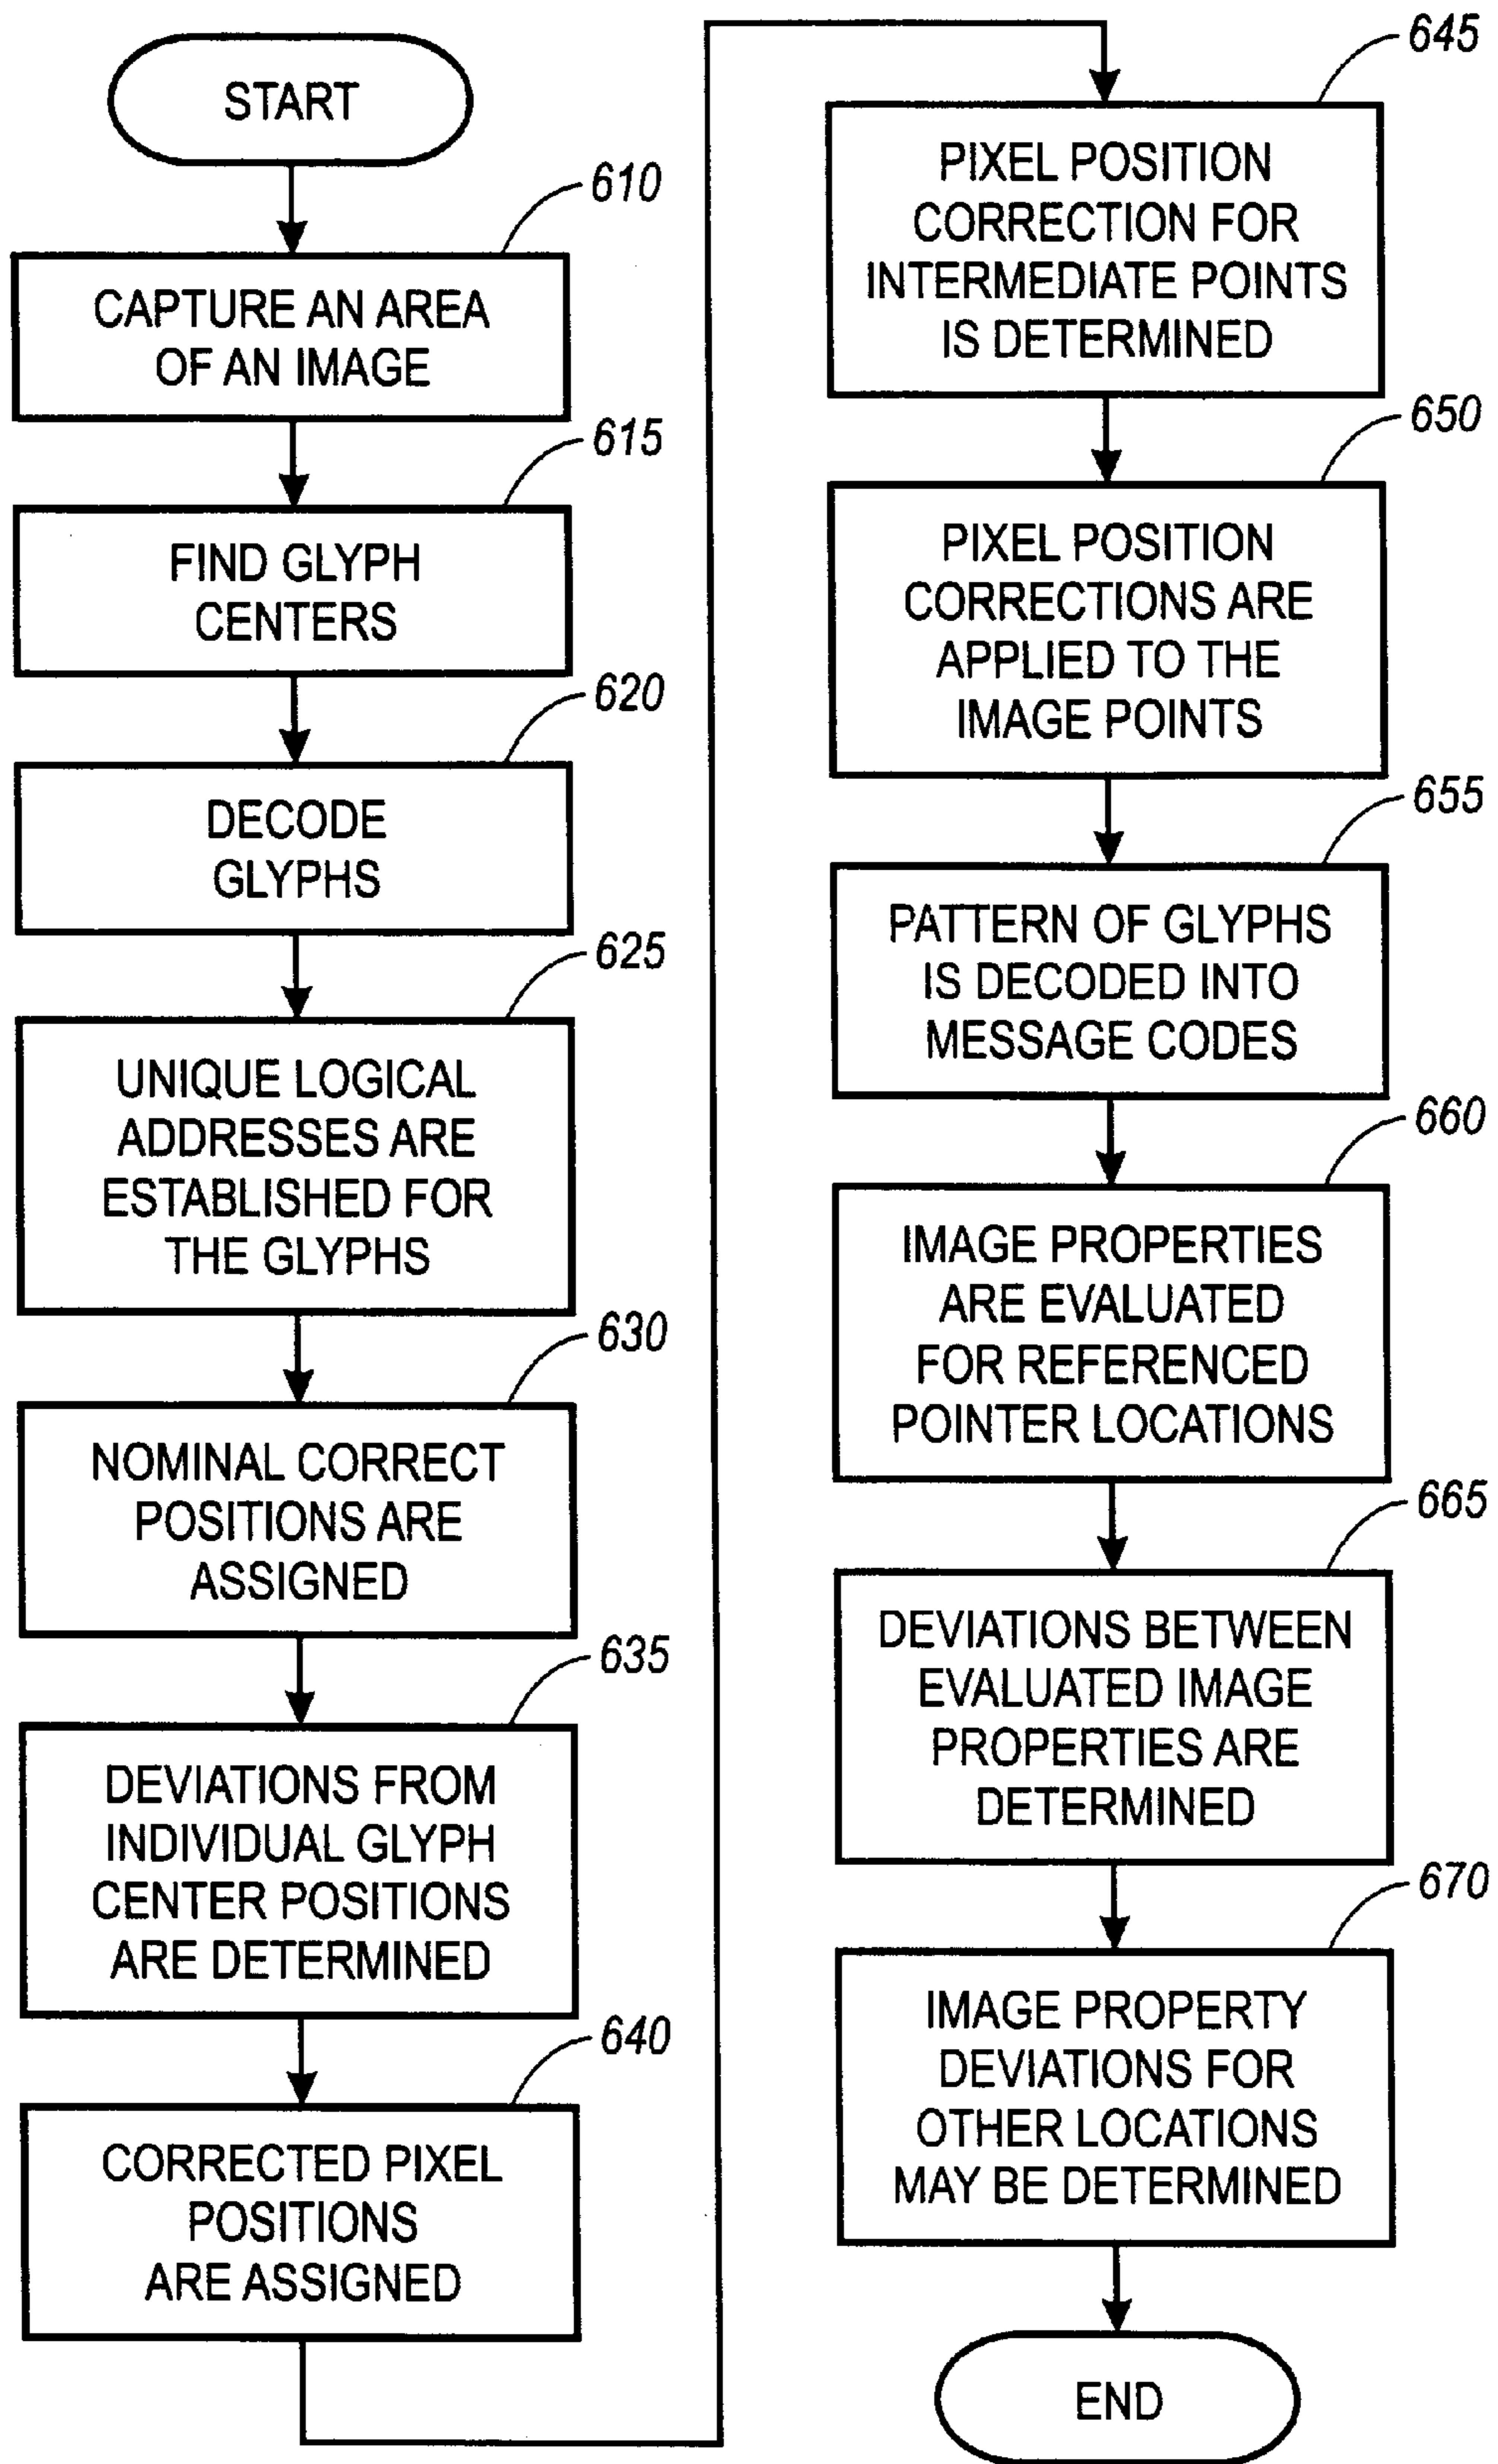 START
610
CAPTURE AN AREA
OF AN IMAGE
615
FIND GLYPH
CENTERS
620
DECODE
GLYPHS
625
UNIQUE LOGICAL
ADDRESSES ARE
ESTABLISHED FOR
THE GLYPHS
630
NOMINAL CORRECT
POSITIONS ARE
ASSIGNED
635
DEVIATIONS FROM
INDIVIDUAL GLYPH
CENTER POSITIONS
ARE DETERMINED
640
CORRECTED PIXEL
POSITIONS
ARE ASSIGNED
645
PIXEL POSITION
CORRECTION FOR
INTERMEDIATE POINTS
IS DETERMINED
650
PIXEL POSITION
CORRECTIONS ARE
APPLIED TO THE
IMAGE POINTS
655
PATTERN OF GLYPHS
IS DECODED INTO
MESSAGE CODES
660
IMAGE PROPERTIES
ARE EVALUATED
FOR REFERENCED
POINTER LOCATIONS
665
DEVIATIONS BETWEEN
EVALUATED IMAGE
PROPERTIES ARE
DETERMINED
670
IMAGE PROPERTY
DEVIATIONS FOR
OTHER LOCATIONS
MAY BE DETERMINED
END